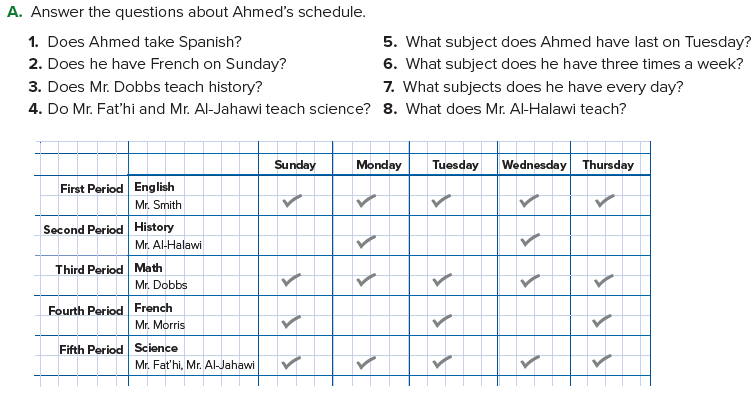 A. Answer the questions about Ahmed's schedule.
1. Does Ahmed take Spanish?
2. Does he have French on Sunday?
3. Does Mr. Dobbs teach history?
4. Do Mr. Fat'hi and Mr. Al-Jahawi teach science?
5. What subject does Ahmed have last on Tuesday?
6. What subject does he have three times a week?
7. What subjects does he have every day?
8. What does Mr. Al-Halawi teach?
Sunday Monday Tuesday Wednesday Thursday
First Period English
Mr. Smith
Second Period History
Mr. Al-Halawi
Third Period Math
Mr. Dobbs
Fourth Period French
Mr. Morris
Fifth Period Science
Mr. Fat'hi, Mr. Al-Jahawi